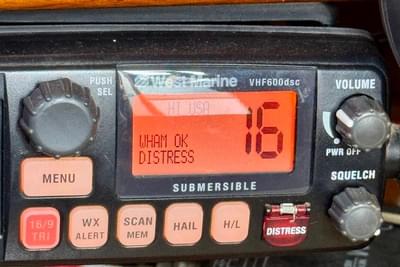 PUSH
SEL
West Marine
VHF600dsc
VOLUME
HI USA
16
WHAM OK
DISTRESS
PWR OFF
MENU
SUBMERSIBLE
SQUELCH
16/9
TRI
WX
ALERT
SCAN
MEM
HAIL
H/L
DISTRESS